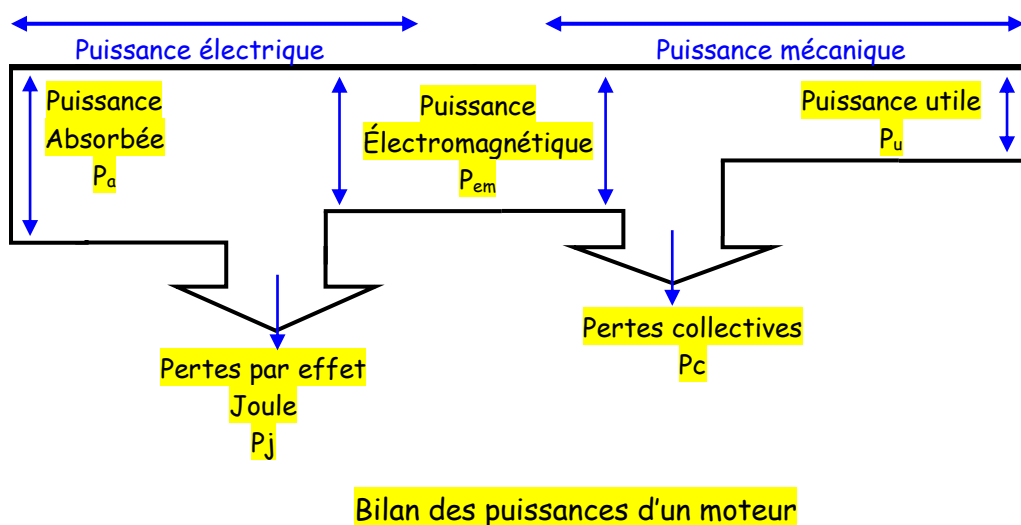 Puissance électrique
Puissance mécanique
Puissance
Absorbée
Pa
Puissance
Électromagnétique
Pem
Puissance utile
Pu
Pertes par effet
Joule
Pj
Pertes collectives
Pc
Bilan des puissances d'un moteur